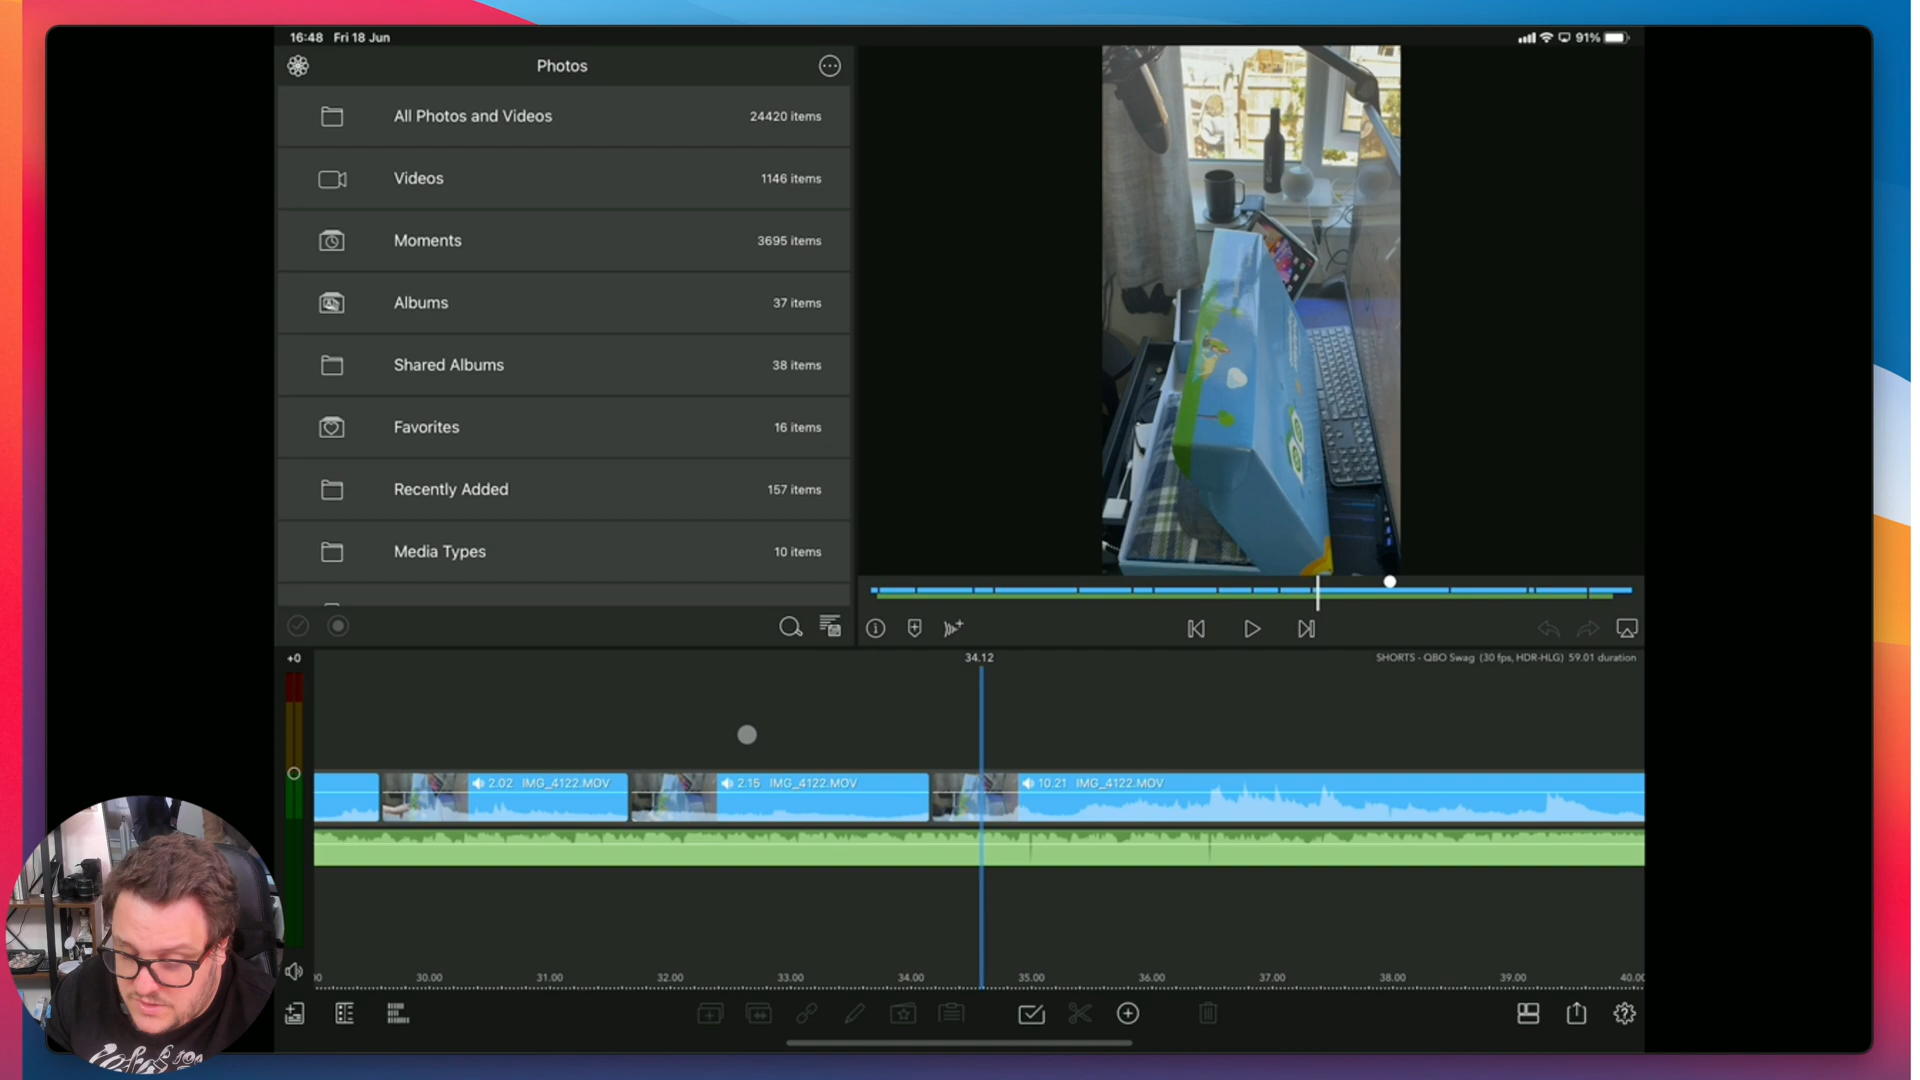 16:48 Fri 18 Jun
91%
Photos
All Photos and Videos 24420 items
Videos 1146 items
Moments 3695 items
Albums 37 items
Shared Albums 38 items
Favorites 16 items
Recently Added 157 items
Media Types 10 items
+0
34.12
SHORTS - QBO Swag (30 fps, HDR-HLG) 59.01 duration
2.02 IMG_4122.MOV
2.15 IMG_4122.MOV
10.21 IMG_4122.MOV
30.00 31.00 32.00 33.00 34.00 35.00 36.00 37.00 38.00 39.00 40.00